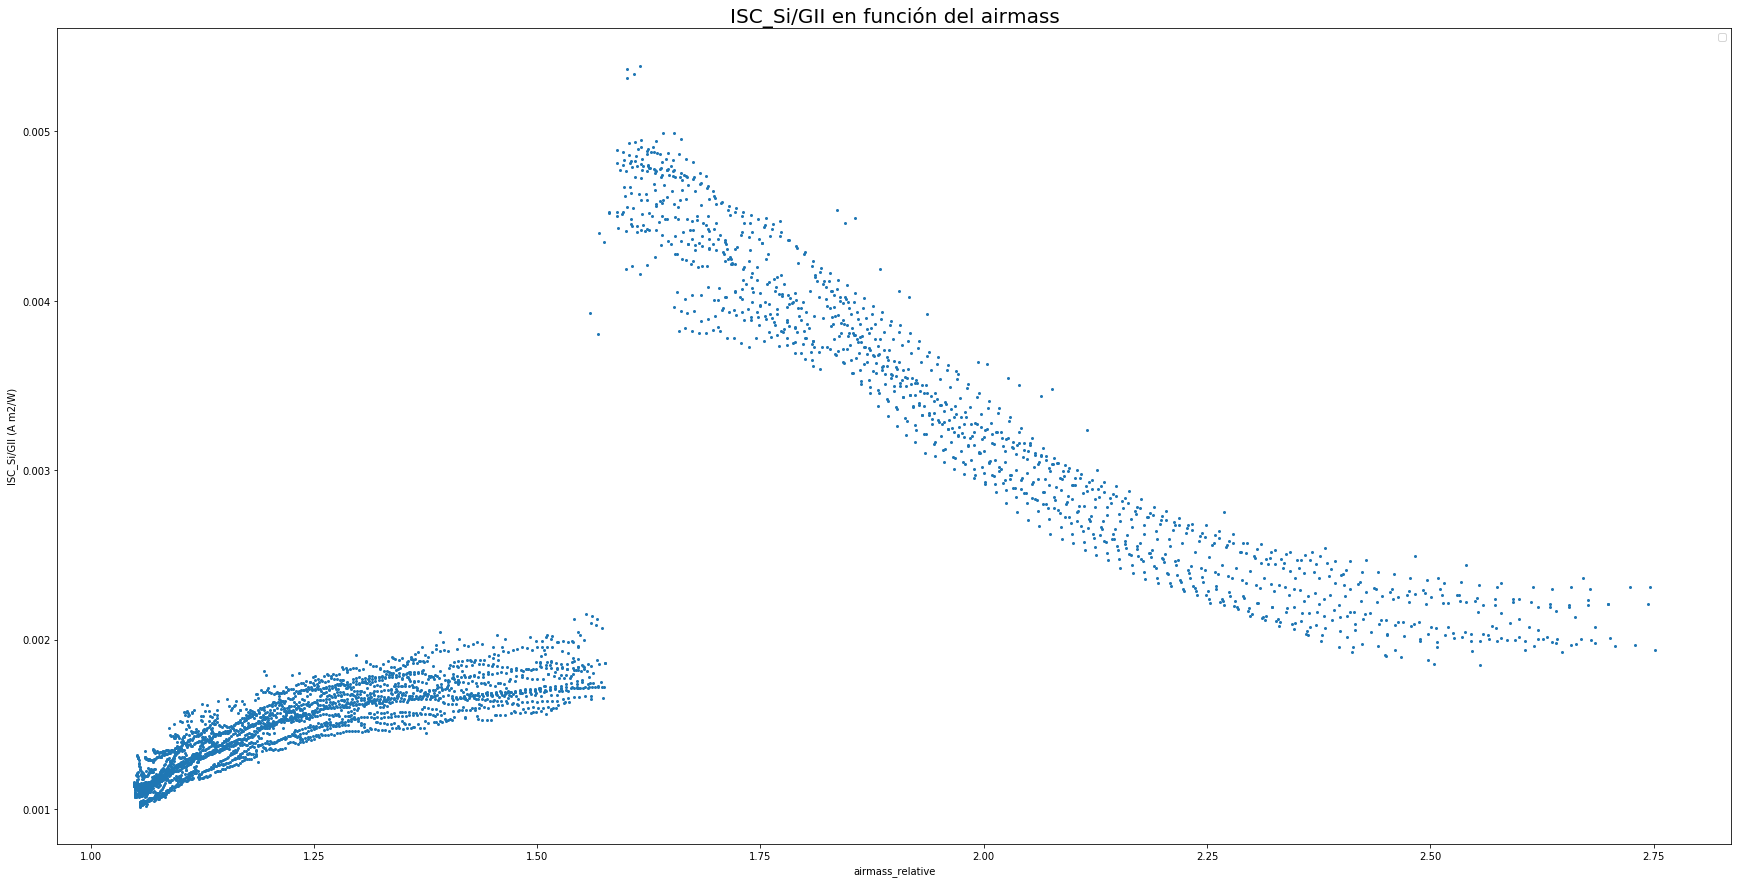 ISC_Si/GII en función del airmass
0.005
0.004
0.003
0.002
0.001
ISC_Si/GII (A m2/W)
1.00 1.25 1.50 1.75 2.00 2.25 2.50 2.75
airmass_relative